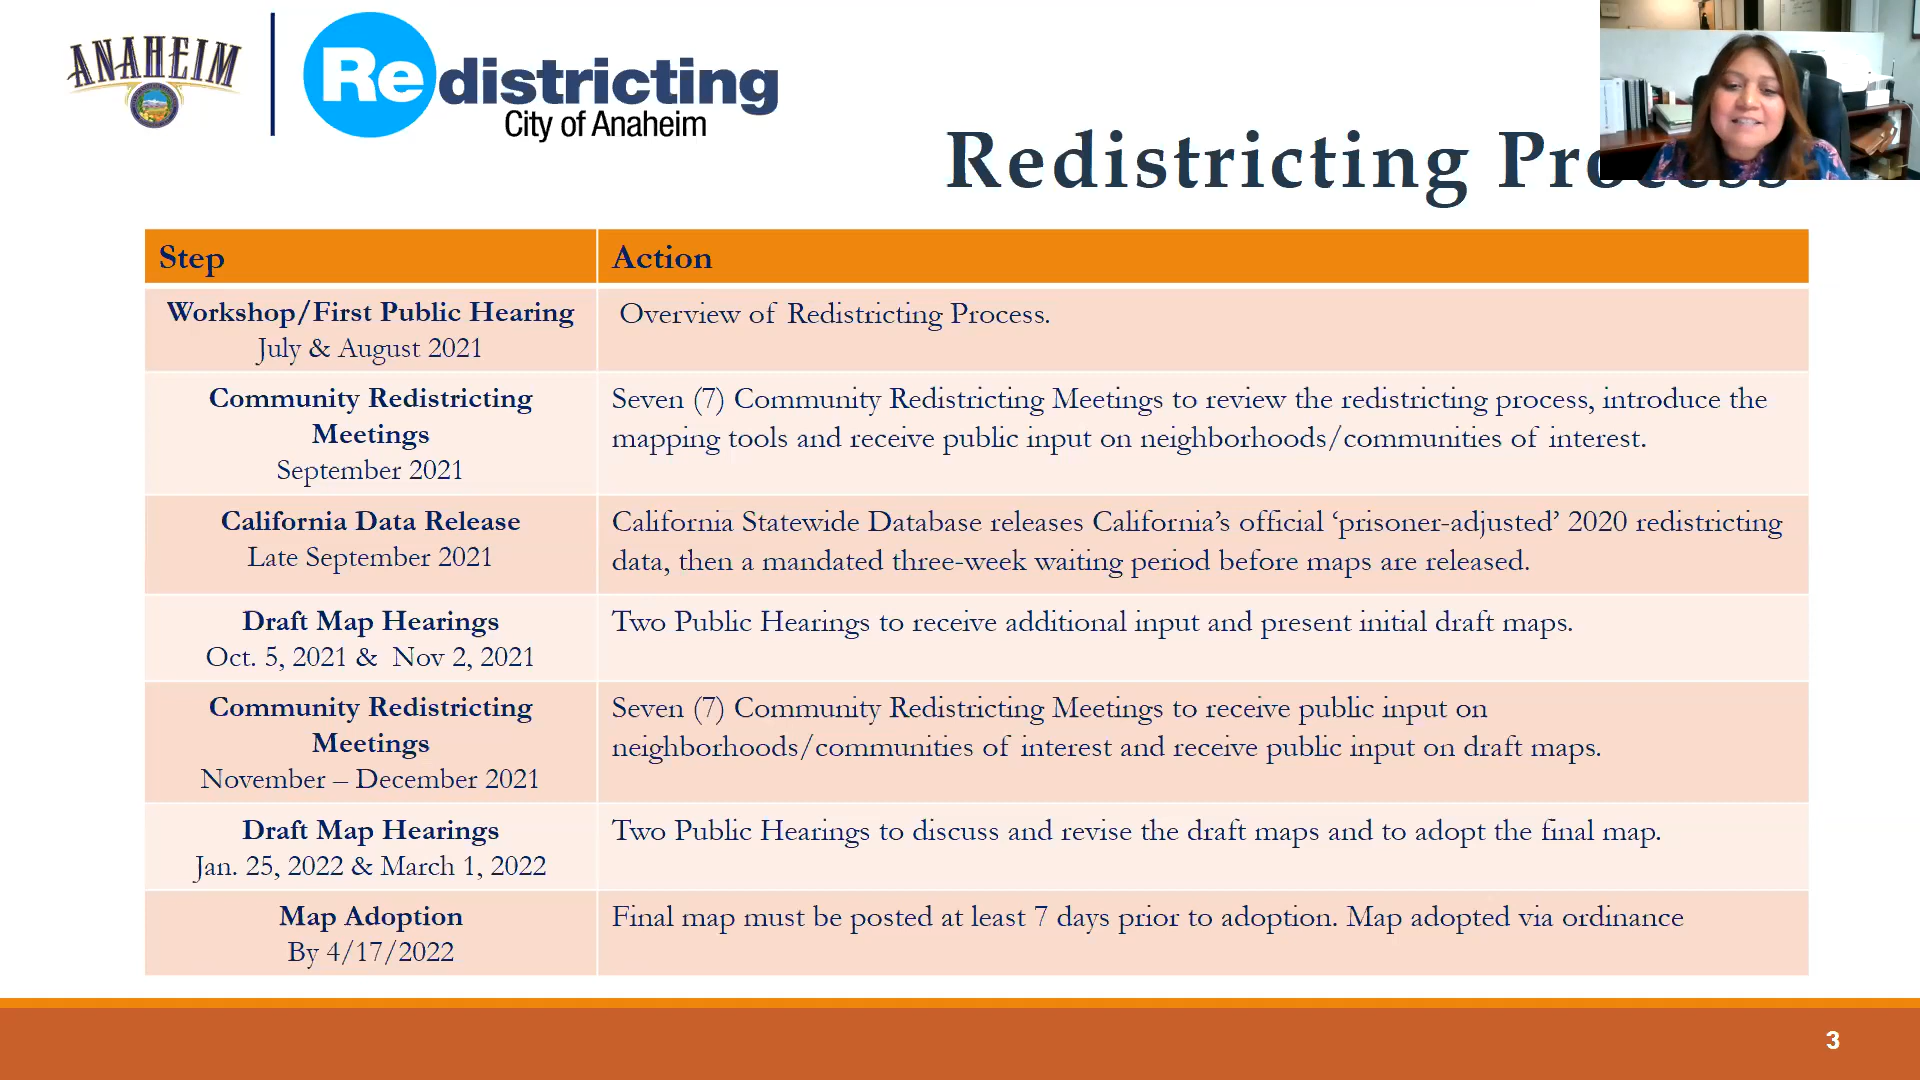 ANAHEIM
Redistricting
City of Anaheim
Redistricting Process
Step
Action
Workshop/First Public Hearing
July & August 2021
Overview of Redistricting Process.
Community Redistricting
Meetings
September 2021
Seven (7) Community Redistricting Meetings to review the redistricting process, introduce the
mapping tools and receive public input on neighborhoods/communities of interest.
California Data Release
Late September 2021
California Statewide Database releases California’s official ‘prisoner-adjusted’ 2020 redistricting
data, then a mandated three-week waiting period before maps are released.
Draft Map Hearings
Oct. 5, 2021 & Nov 2, 2021
Two Public Hearings to receive additional input and present initial draft maps.
Community Redistricting
Meetings
November – December 2021
Seven (7) Community Redistricting Meetings to receive public input on
neighborhoods/communities of interest and receive public input on draft maps.
Draft Map Hearings
Jan. 25, 2022 & March 1, 2022
Two Public Hearings to discuss and revise the draft maps and to adopt the final map.
Map Adoption
By 4/17/2022
Final map must be posted at least 7 days prior to adoption. Map adopted via ordinance
3